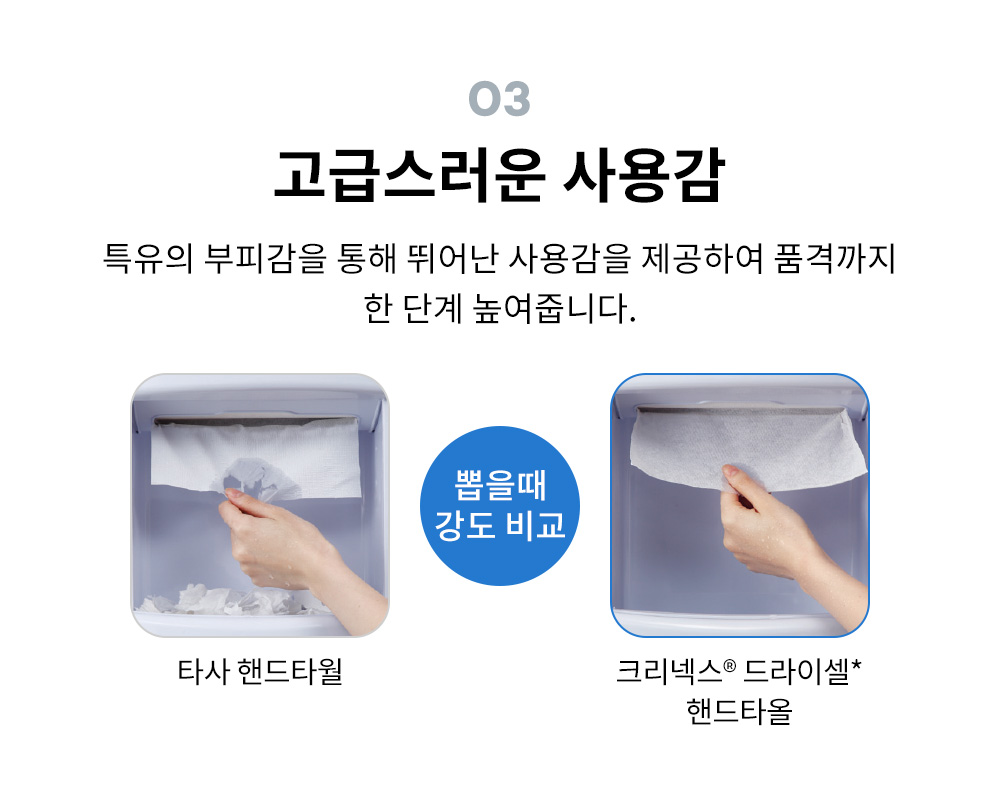 03
고급스러운 사용감
특유의 부피감을 통해 뛰어난 사용감을 제공하여 품격까지
한 단계 높여줍니다.
뽑을때
강도 비교
타사 핸드타월
크리넥스® 드라이셀*
핸드타올